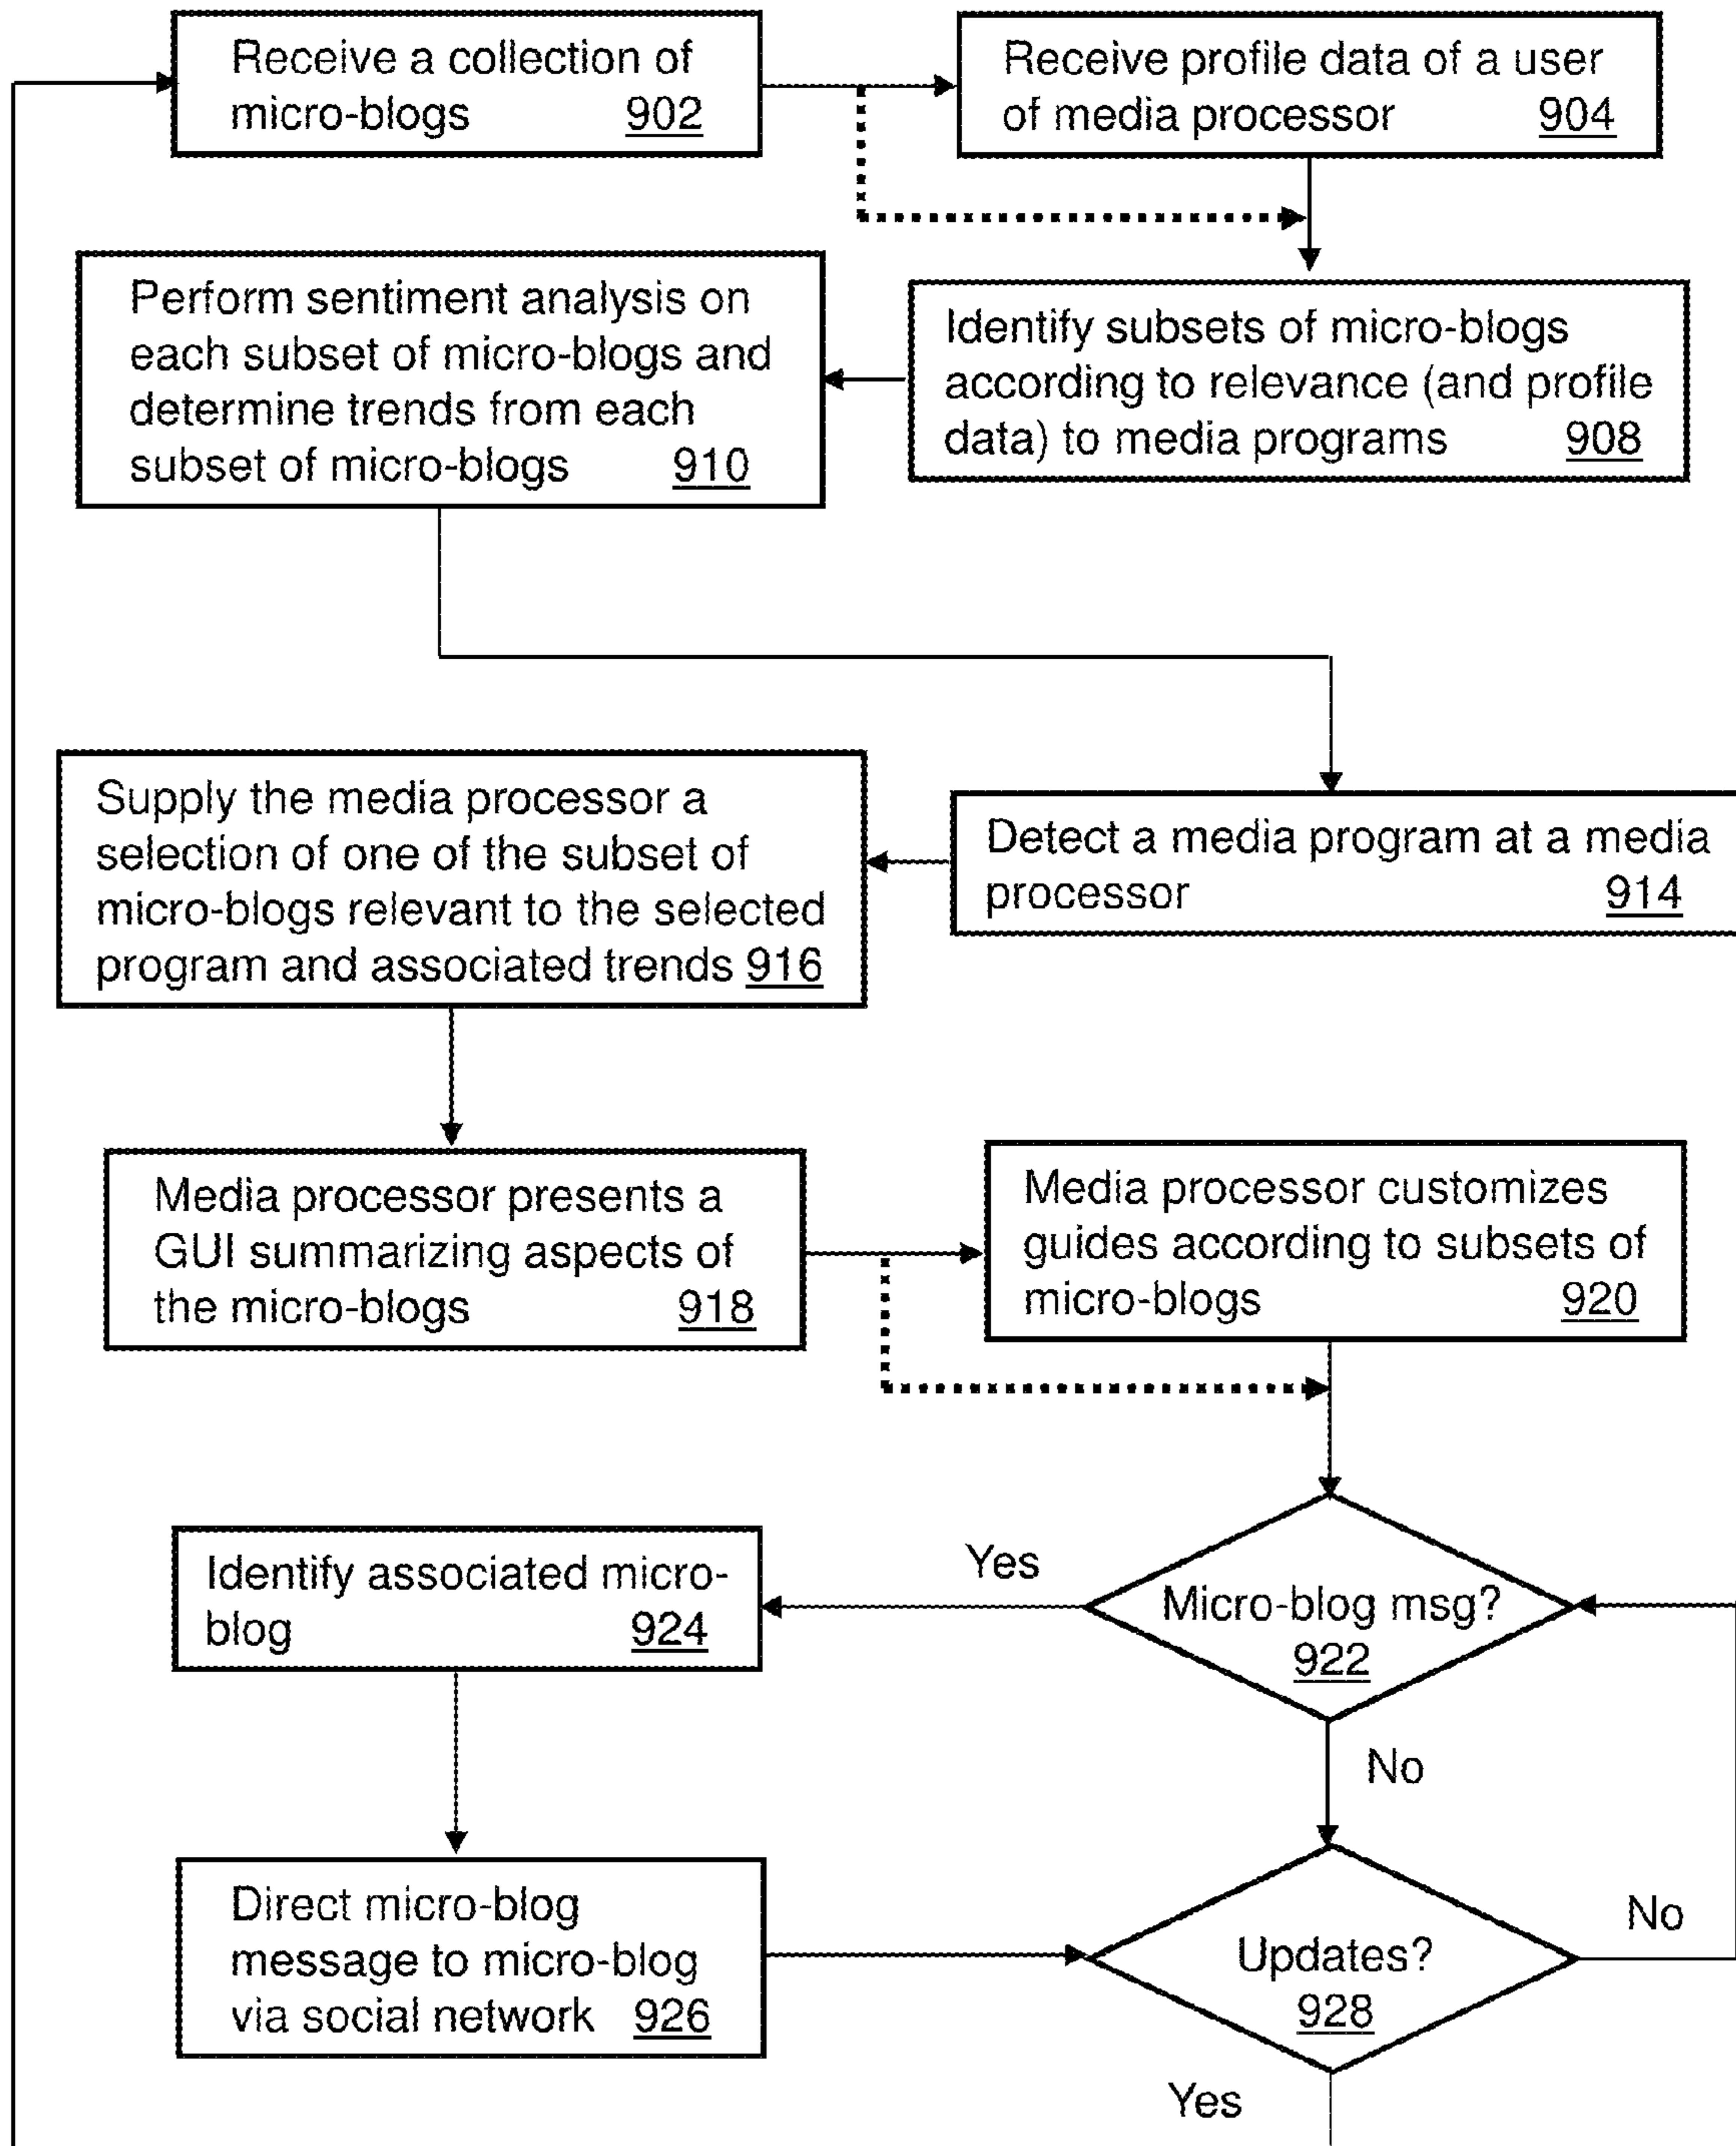 Receive a collection of
micro-blogs 902
Receive profile data of a user
of media processor 904
Perform sentiment analysis on
each subset of micro-blogs and
determine trends from each
subset of micro-blogs 910
Identify subsets of micro-blogs
according to relevance (and profile
data) to media programs 908
Supply the media processor a
selection of one of the subset of
micro-blogs relevant to the selected
program and associated trends 916
Detect a media program at a media
processor 914
Media processor presents a
GUI summarizing aspects of
the micro-blogs 918
Media processor customizes
guides according to subsets of
micro-blogs 920
Identify associated micro-
blog 924
Yes
Micro-blog msg?
922
No
Direct micro-blog
message to micro-blog
via social network 926
Updates?
928
No
Yes